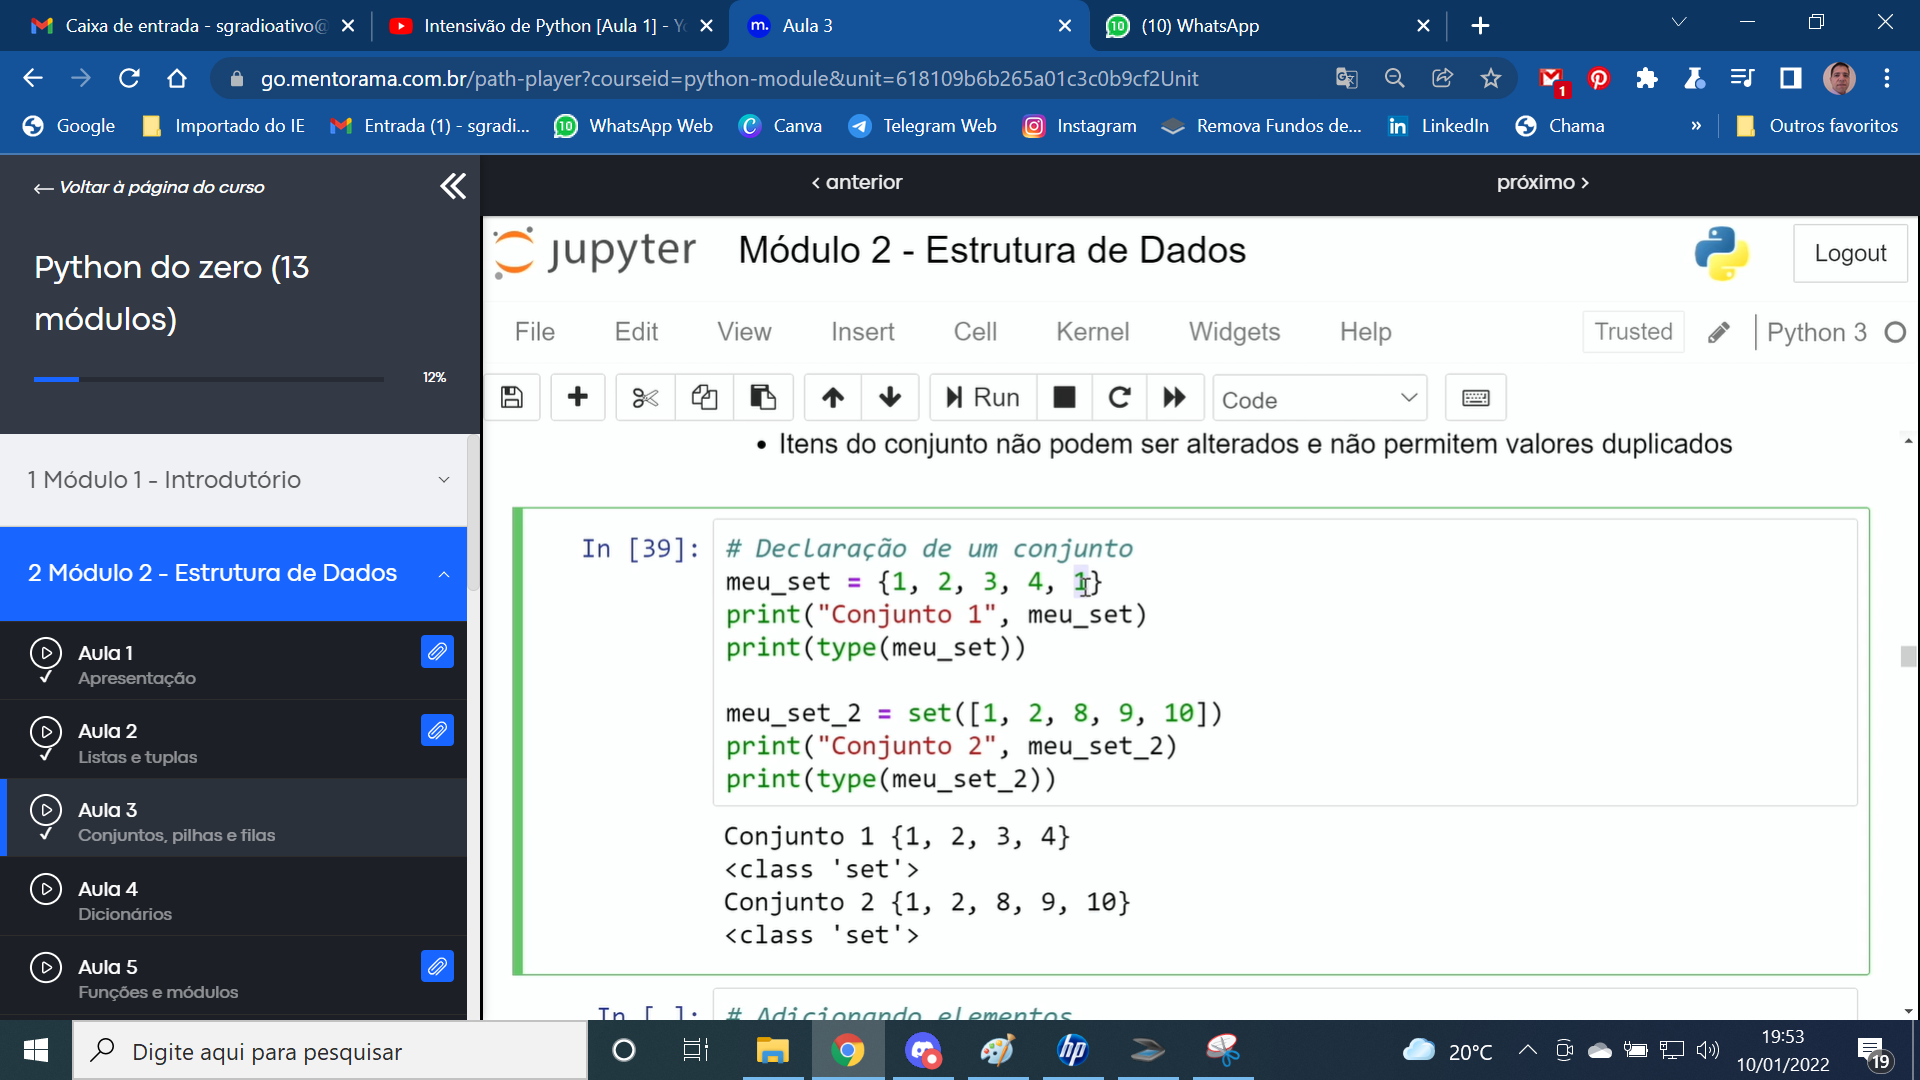 Caixa de entrada - sgradioativo@
Intensivão de Python [Aula 1] - Yo
m. Aula 3
10 (10) WhatsApp
go.mentorama.com.br/path-player?courseid=python-module&unit=618109b6b265a01c3c0b9cf2Unit
1
Google
Importado do IE
Entrada (1) - sgradi...
10 WhatsApp Web
Canva
Telegram Web
Instagram
Remova Fundos de...
LinkedIn
Chama
»
Outros favoritos
← Voltar à página do curso
‹ anterior
próximo ›
Python do zero (13
módulos)
12%
1 Módulo 1 - Introdutório
2 Módulo 2 - Estrutura de Dados
Aula 1
Apresentação
Aula 2
Listas e tuplas
Aula 3
Conjuntos, pilhas e filas
Aula 4
Dicionários
Aula 5
Funções e módulos
jupyter Módulo 2 - Estrutura de Dados
Logout
File Edit View Insert Cell Kernel Widgets Help
Trusted
Python 3
Run
Code
• Itens do conjunto não podem ser alterados e não permitem valores duplicados
In [39]:
# Declaração de um conjunto
meu_set = {1, 2, 3, 4, 1}
print("Conjunto 1", meu_set)
print(type(meu_set))
meu_set_2 = set([1, 2, 8, 9, 10])
print("Conjunto 2", meu_set_2)
print(type(meu_set_2))
Conjunto 1 {1, 2, 3, 4}
<class 'set'>
Conjunto 2 {1, 2, 8, 9, 10}
<class 'set'>
In [ ]:
# Adicionando elementos
Digite aqui para pesquisar
hp
20°C
19:53
10/01/2022
19